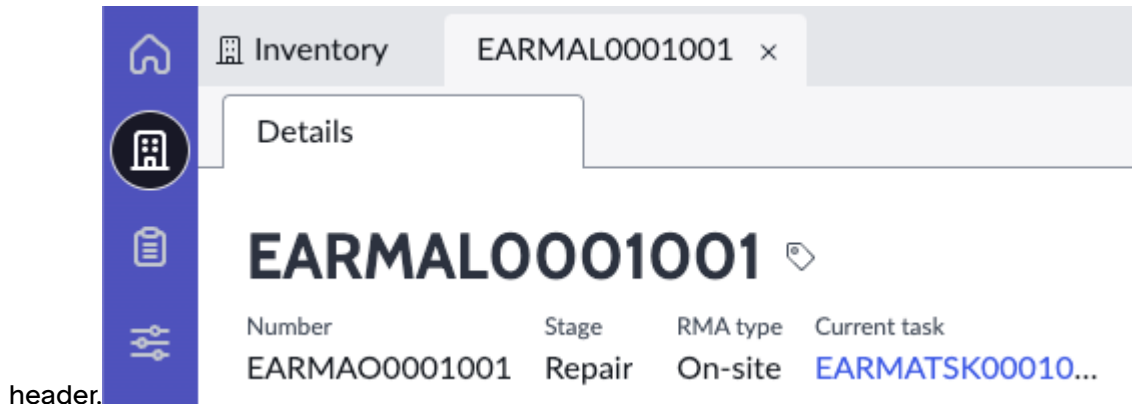 Inventory EARMAL0001001 ×
Details
EARMAL0001001
Number Stage RMA type Current task
EARMAO0001001 Repair On-site EARMATSK00010...
header.